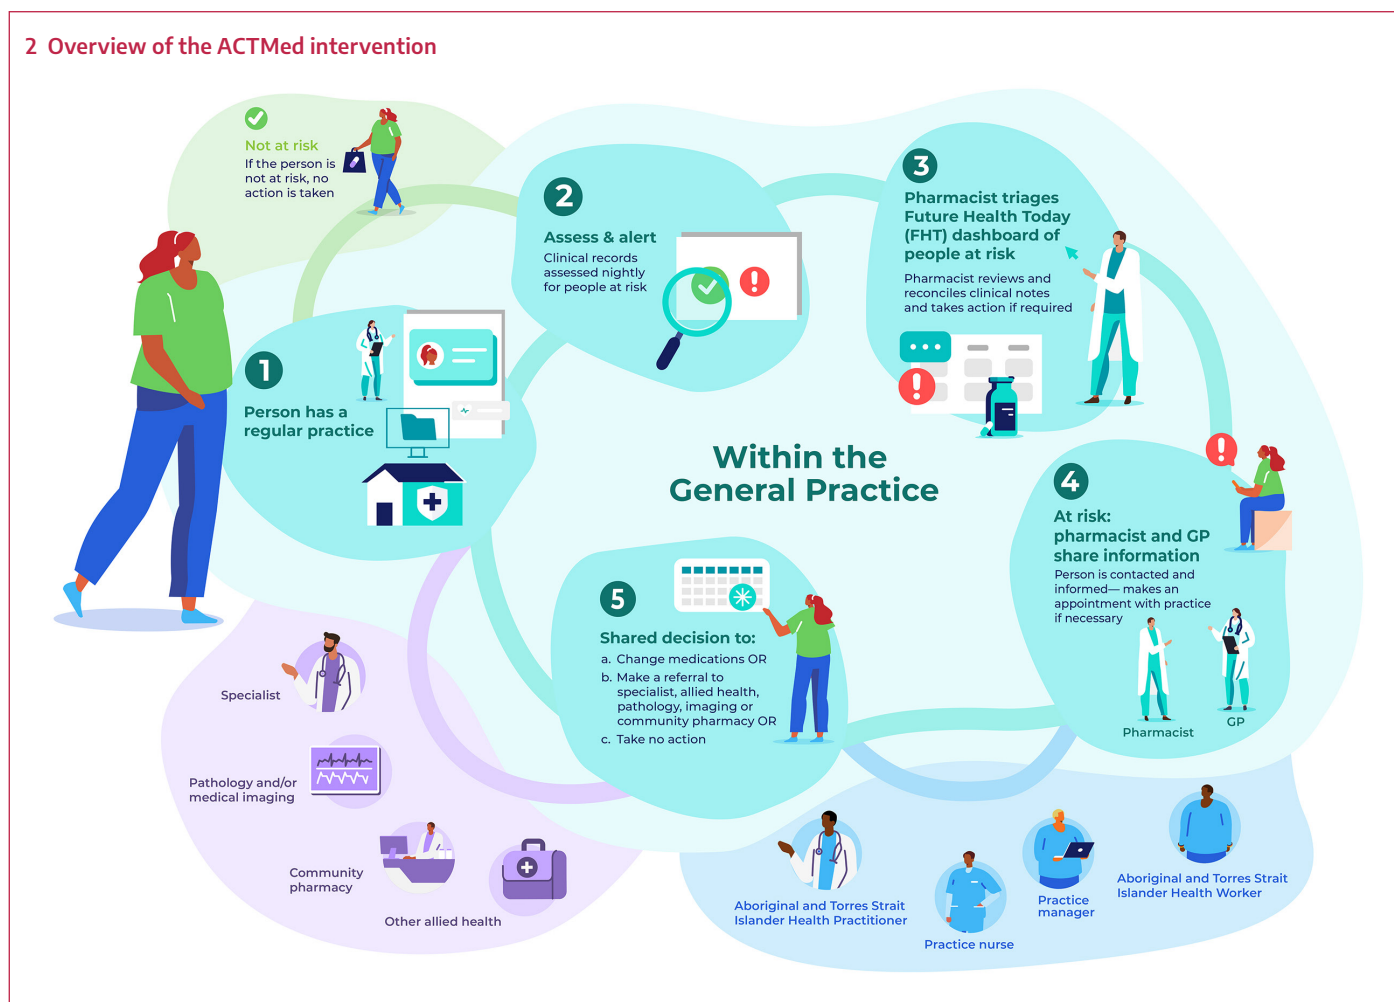 2 Overview of the ACTMed intervention
Not at risk
If the person is
not at risk, no
action is taken
1
Person has a
regular practice
2
Assess & alert
Clinical records
assessed nightly
for people at risk
3
Pharmacist triages
Future Health Today
(FHT) dashboard of
people at risk
Pharmacist reviews and
reconciles clinical notes
and takes action if required
Within the
General Practice
4
At risk:
pharmacist and GP
share information
Person is contacted and
informed— makes an
appointment with practice
if necessary
Pharmacist
GP
5
Shared decision to:
a. Change medications OR
b. Make a referral to
specialist, allied health,
pathology, imaging or
community pharmacy OR
c. Take no action
Specialist
Pathology and/or
medical imaging
Community
pharmacy
Other allied health
Aboriginal and Torres Strait
Islander Health Practitioner
Practice nurse
Practice
manager
Aboriginal and Torres Strait
Islander Health Worker